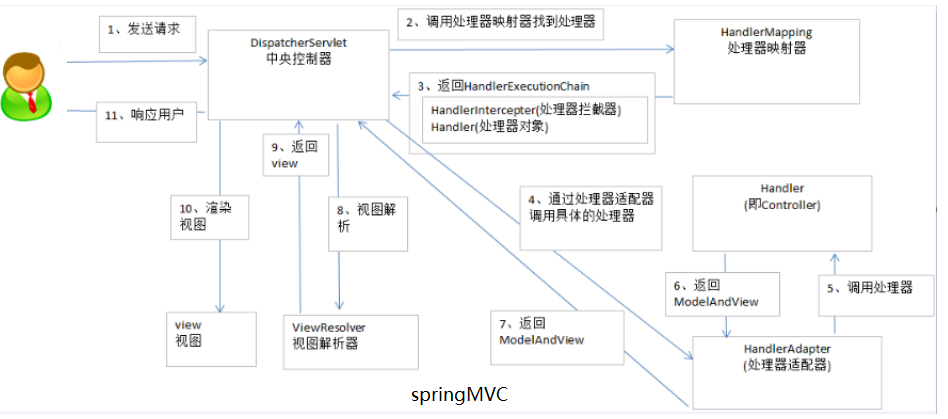 1、发送请求
2、调用处理器映射器找到处理器
HandlerMapping
处理器映射器
DispatcherServlet
中央控制器
3、返回HandlerExecutionChain
HandlerIntercepter(处理器拦截器)
Handler(处理器对象)
11、响应用户
9、返回
view
10、渲染
视图
8、视图解
析
4、通过处理器适配器
调用具体的处理器
Handler
(即Controller)
6、返回
ModelAndView
5、调用处理器
7、返回
ModelAndView
view
视图
ViewResolver
视图解析器
HandlerAdapter
(处理器适配器)
springMVC